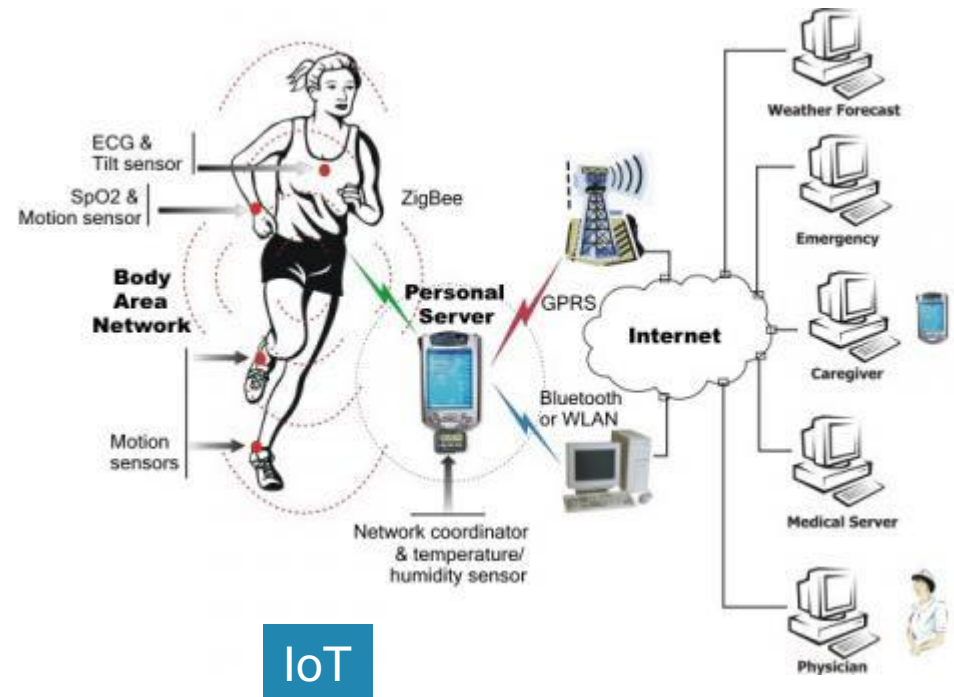 ECG &
Tilt sensor
SpO2 &
Motion sensor
ZigBee
Body
Area
Network
Motion
sensors
Personal
Server
Network coordinator
& temperature/
humidity sensor
GPRS
Bluetooth
or WLAN
Internet
Weather Forecast
Emergency
Caregiver
Medical Server
Physician
IoT